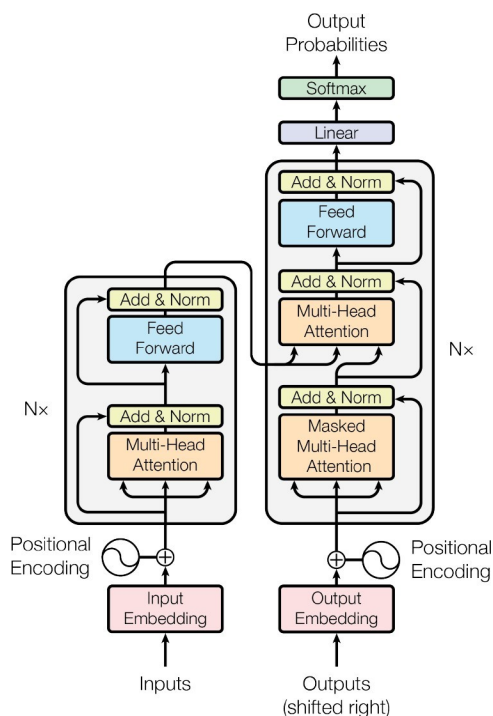 Output
Probabilities
Softmax
Linear
Add & Norm
Feed
Forward
Add & Norm
Multi-Head
Attention
Add & Norm
Masked
Multi-Head
Attention
Nx
Add & Norm
Feed
Forward
Add & Norm
Multi-Head
Attention
Nx
Positional
Encoding
Positional
Encoding
Input
Embedding
Output
Embedding
Inputs
Outputs
(shifted right)